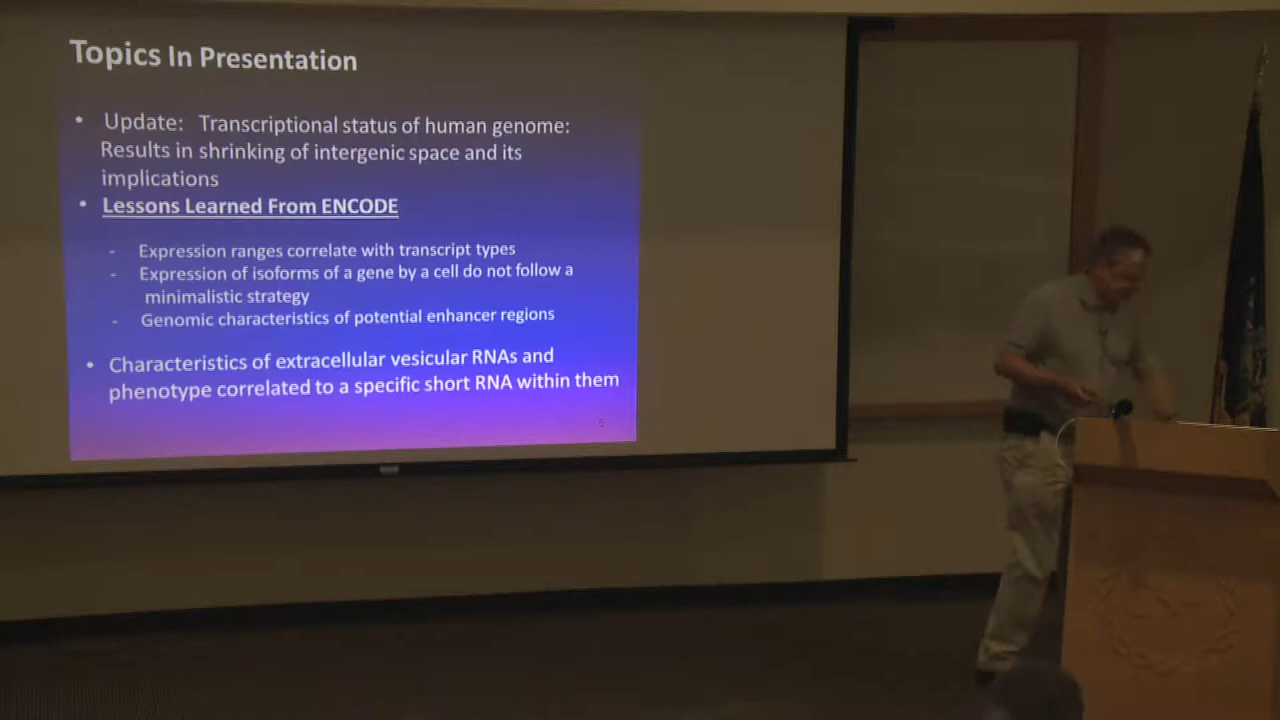 Topics In Presentation
• Update: Transcriptional status of human genome:
Results in shrinking of intergenic space and its
implications
• Lessons Learned From ENCODE
- Expression ranges correlate with transcript types
- Expression of isoforms of a gene by a cell do not follow a
minimalistic strategy
- Genomic characteristics of potential enhancer regions
• Characteristics of extracellular vesicular RNAs and
phenotype correlated to a specific short RNA within them
5